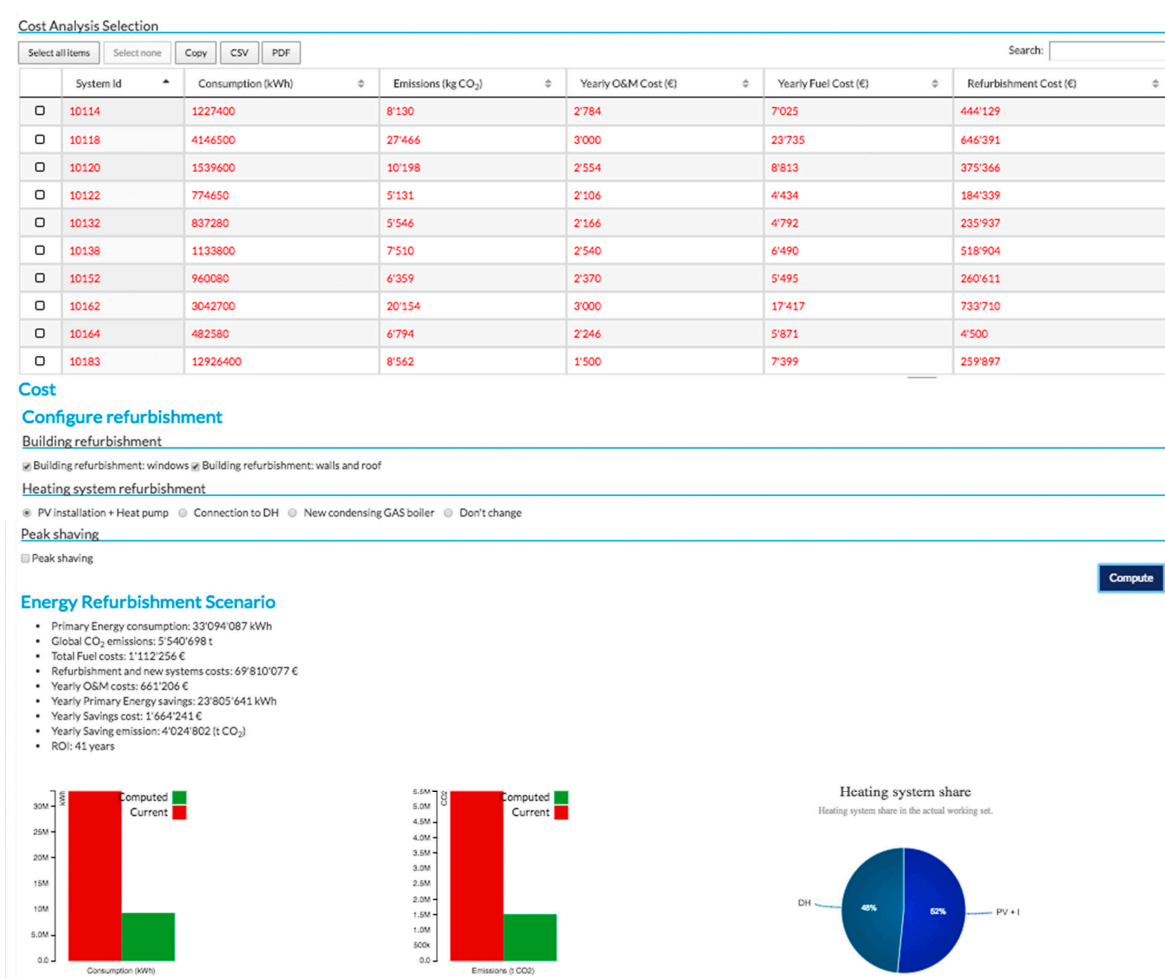 Cost Analysis Selection
Select all items Select none Copy CSV PDF Search:
System Id Consumption (kWh) Emissions (kg CO₂) Yearly O&M Cost (€) Yearly Fuel Cost (€) Refurbishment Cost (€)
10114 1227400 8'130 2'784 7'025 444'129
10118 4146500 27'466 3'000 23'735 646'391
10120 1539600 10'198 2'554 8'813 375'366
10122 774650 5'131 2'106 4'434 184'339
10132 837280 5'546 2'166 4'792 235'937
10138 1133800 7'510 2'540 6'490 518'904
10152 960080 6'359 2'370 5'495 260'611
10162 3042700 20'154 3'000 17'417 733'710
10164 482580 6'794 2'246 5'871 4'500
10183 12926400 8'562 1'500 7'399 259'897
Cost
Configure refurbishment
Building refurbishment
Building refurbishment: windows Building refurbishment: walls and roof
Heating system refurbishment
PV installation + Heat pump Connection to DH New condensing GAS boiler Don't change
Peak shaving
Peak shaving
Compute
Energy Refurbishment Scenario
• Primary Energy consumption: 33'094'087 kWh
• Global CO₂ emissions: 5'540'698 t
• Total Fuel costs: 1'112'256 €
• Refurbishment and new systems costs: 69'810'077 €
• Yearly O&M costs: 661'206 €
• Yearly Primary Energy savings: 23'805'641 kWh
• Yearly Savings cost: 1'664'241 €
• Yearly Saving emission: 4'024'802 (t CO₂)
• ROI: 41 years
kWh
Computed
Current
30M
25M
20M
15M
10M
5.0M
0.0
Consumption (kWh)
CO2
Computed
Current
5.5M
5.0M
4.5M
4.0M
3.5M
3.0M
2.5M
2.0M
1.5M
1.0M
500k
0.0
Emissions (t CO2)
Heating system share
Heating system share in the actual working set.
DH 48% 52% PV + I